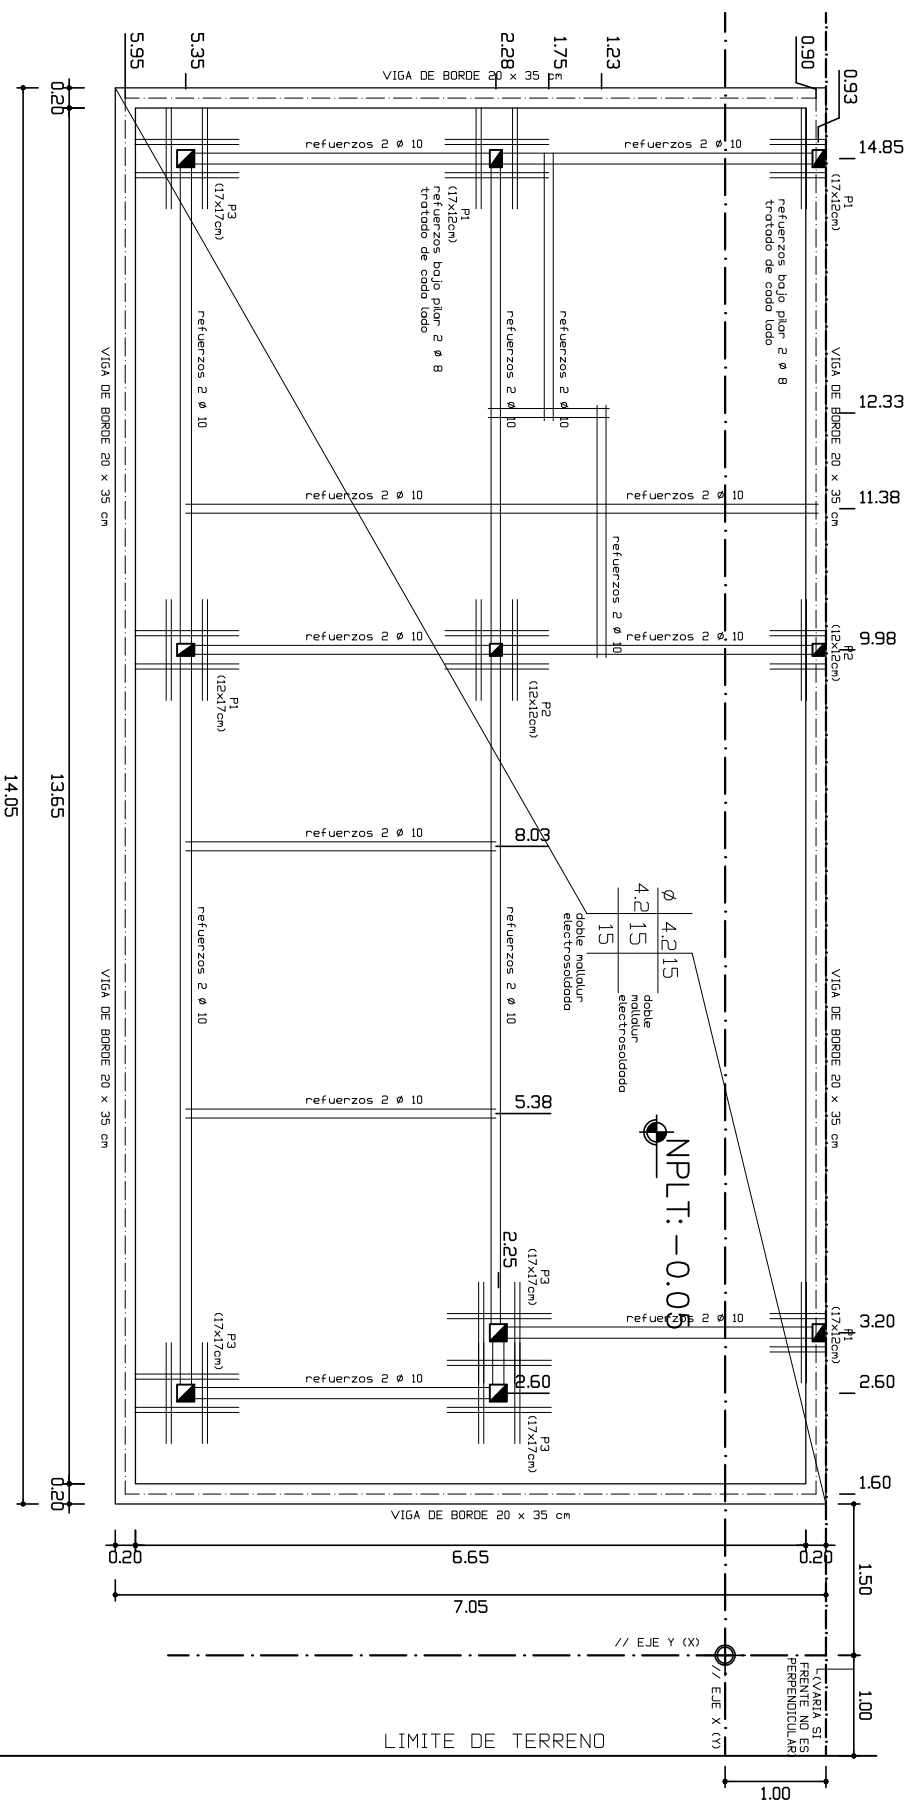 5.95
5.35
2.28
1.75
1.23
0.90
0.93
VIGA DE BORDE 20 x 35 cm
0.20
14.85
refuerzos 2 ø 10
refuerzos 2 ø 10
P3
(17x17cm)
P1
(17x12cm)
refuerzos bajo pilar 2 ø 8
tratado de cada lado
P1
(17x12cm)
refuerzos bajo pilar 2 ø 8
tratado de cada lado
refuerzos 2 ø 10
refuerzos 2 ø 10
refuerzos 2 ø 10
VIGA DE BORDE 20 x 35 cm
VIGA DE BORDE 20 x 35 cm
12.33
11.38
refuerzos 2 ø 10
refuerzos 2 ø 10
refuerzos 2 ø 10
9.98
refuerzos 2 ø 10
refuerzos 2 ø 10
P1
(12x17cm)
P2
(12x12cm)
P2
(12x12cm)
14.05
13.65
8.03
refuerzos 2 ø 10
ø 4.2 15
4.2 15
15
doble mallalur
electrosoldada
doble
mallalur
electrosoldada
refuerzos 2 ø 10
refuerzos 2 ø 10
VIGA DE BORDE 20 x 35 cm
VIGA DE BORDE 20 x 35 cm
5.38
refuerzos 2 ø 10
NPLT: -0.05
2.25
P3
(17x17cm)
P3
(17x17cm)
P1
(17x12cm)
3.20
refuerzos 2 ø 10
2.60
2.60
refuerzos 2 ø 10
P3
(17x17cm)
1.60
0.20
VIGA DE BORDE 20 x 35 cm
0.20
6.65
0.20
7.05
1.50
// EJE Y (X)
// EJE X (Y)
(VARIA SI
FRENTE NO ES
PERPENDICULAR)
1.00
LIMITE DE TERRENO
1.00